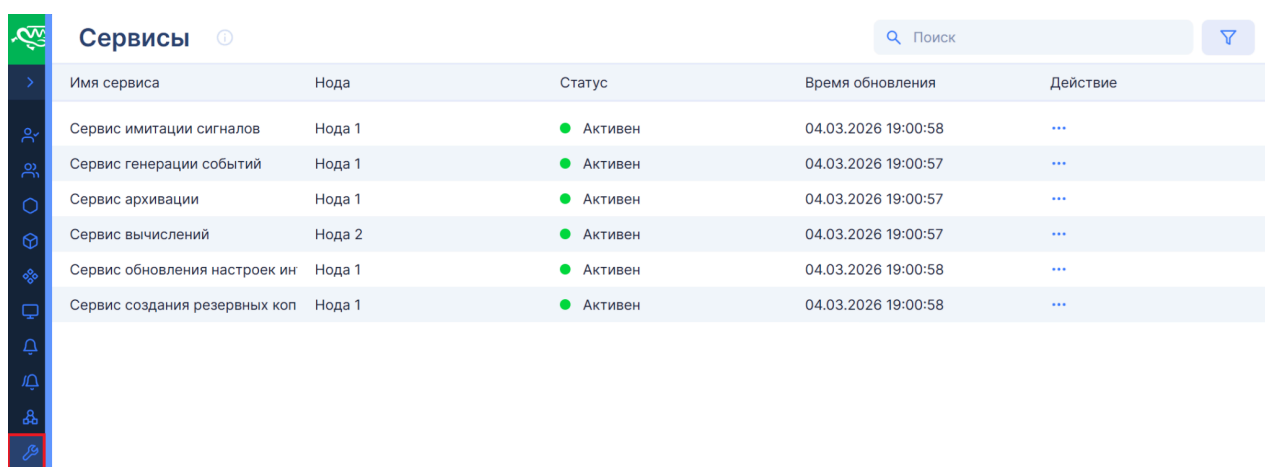 Сервисы
Поиск
Имя сервиса Нода Статус Время обновления Действие
Сервис имитации сигналов Нода 1 Активен 04.03.2026 19:00:58
Сервис генерации событий Нода 1 Активен 04.03.2026 19:00:57
Сервис архивации Нода 1 Активен 04.03.2026 19:00:57
Сервис вычислений Нода 2 Активен 04.03.2026 19:00:57
Сервис обновления настроек ин Нода 1 Активен 04.03.2026 19:00:58
Сервис создания резервных коп Нода 1 Активен 04.03.2026 19:00:58